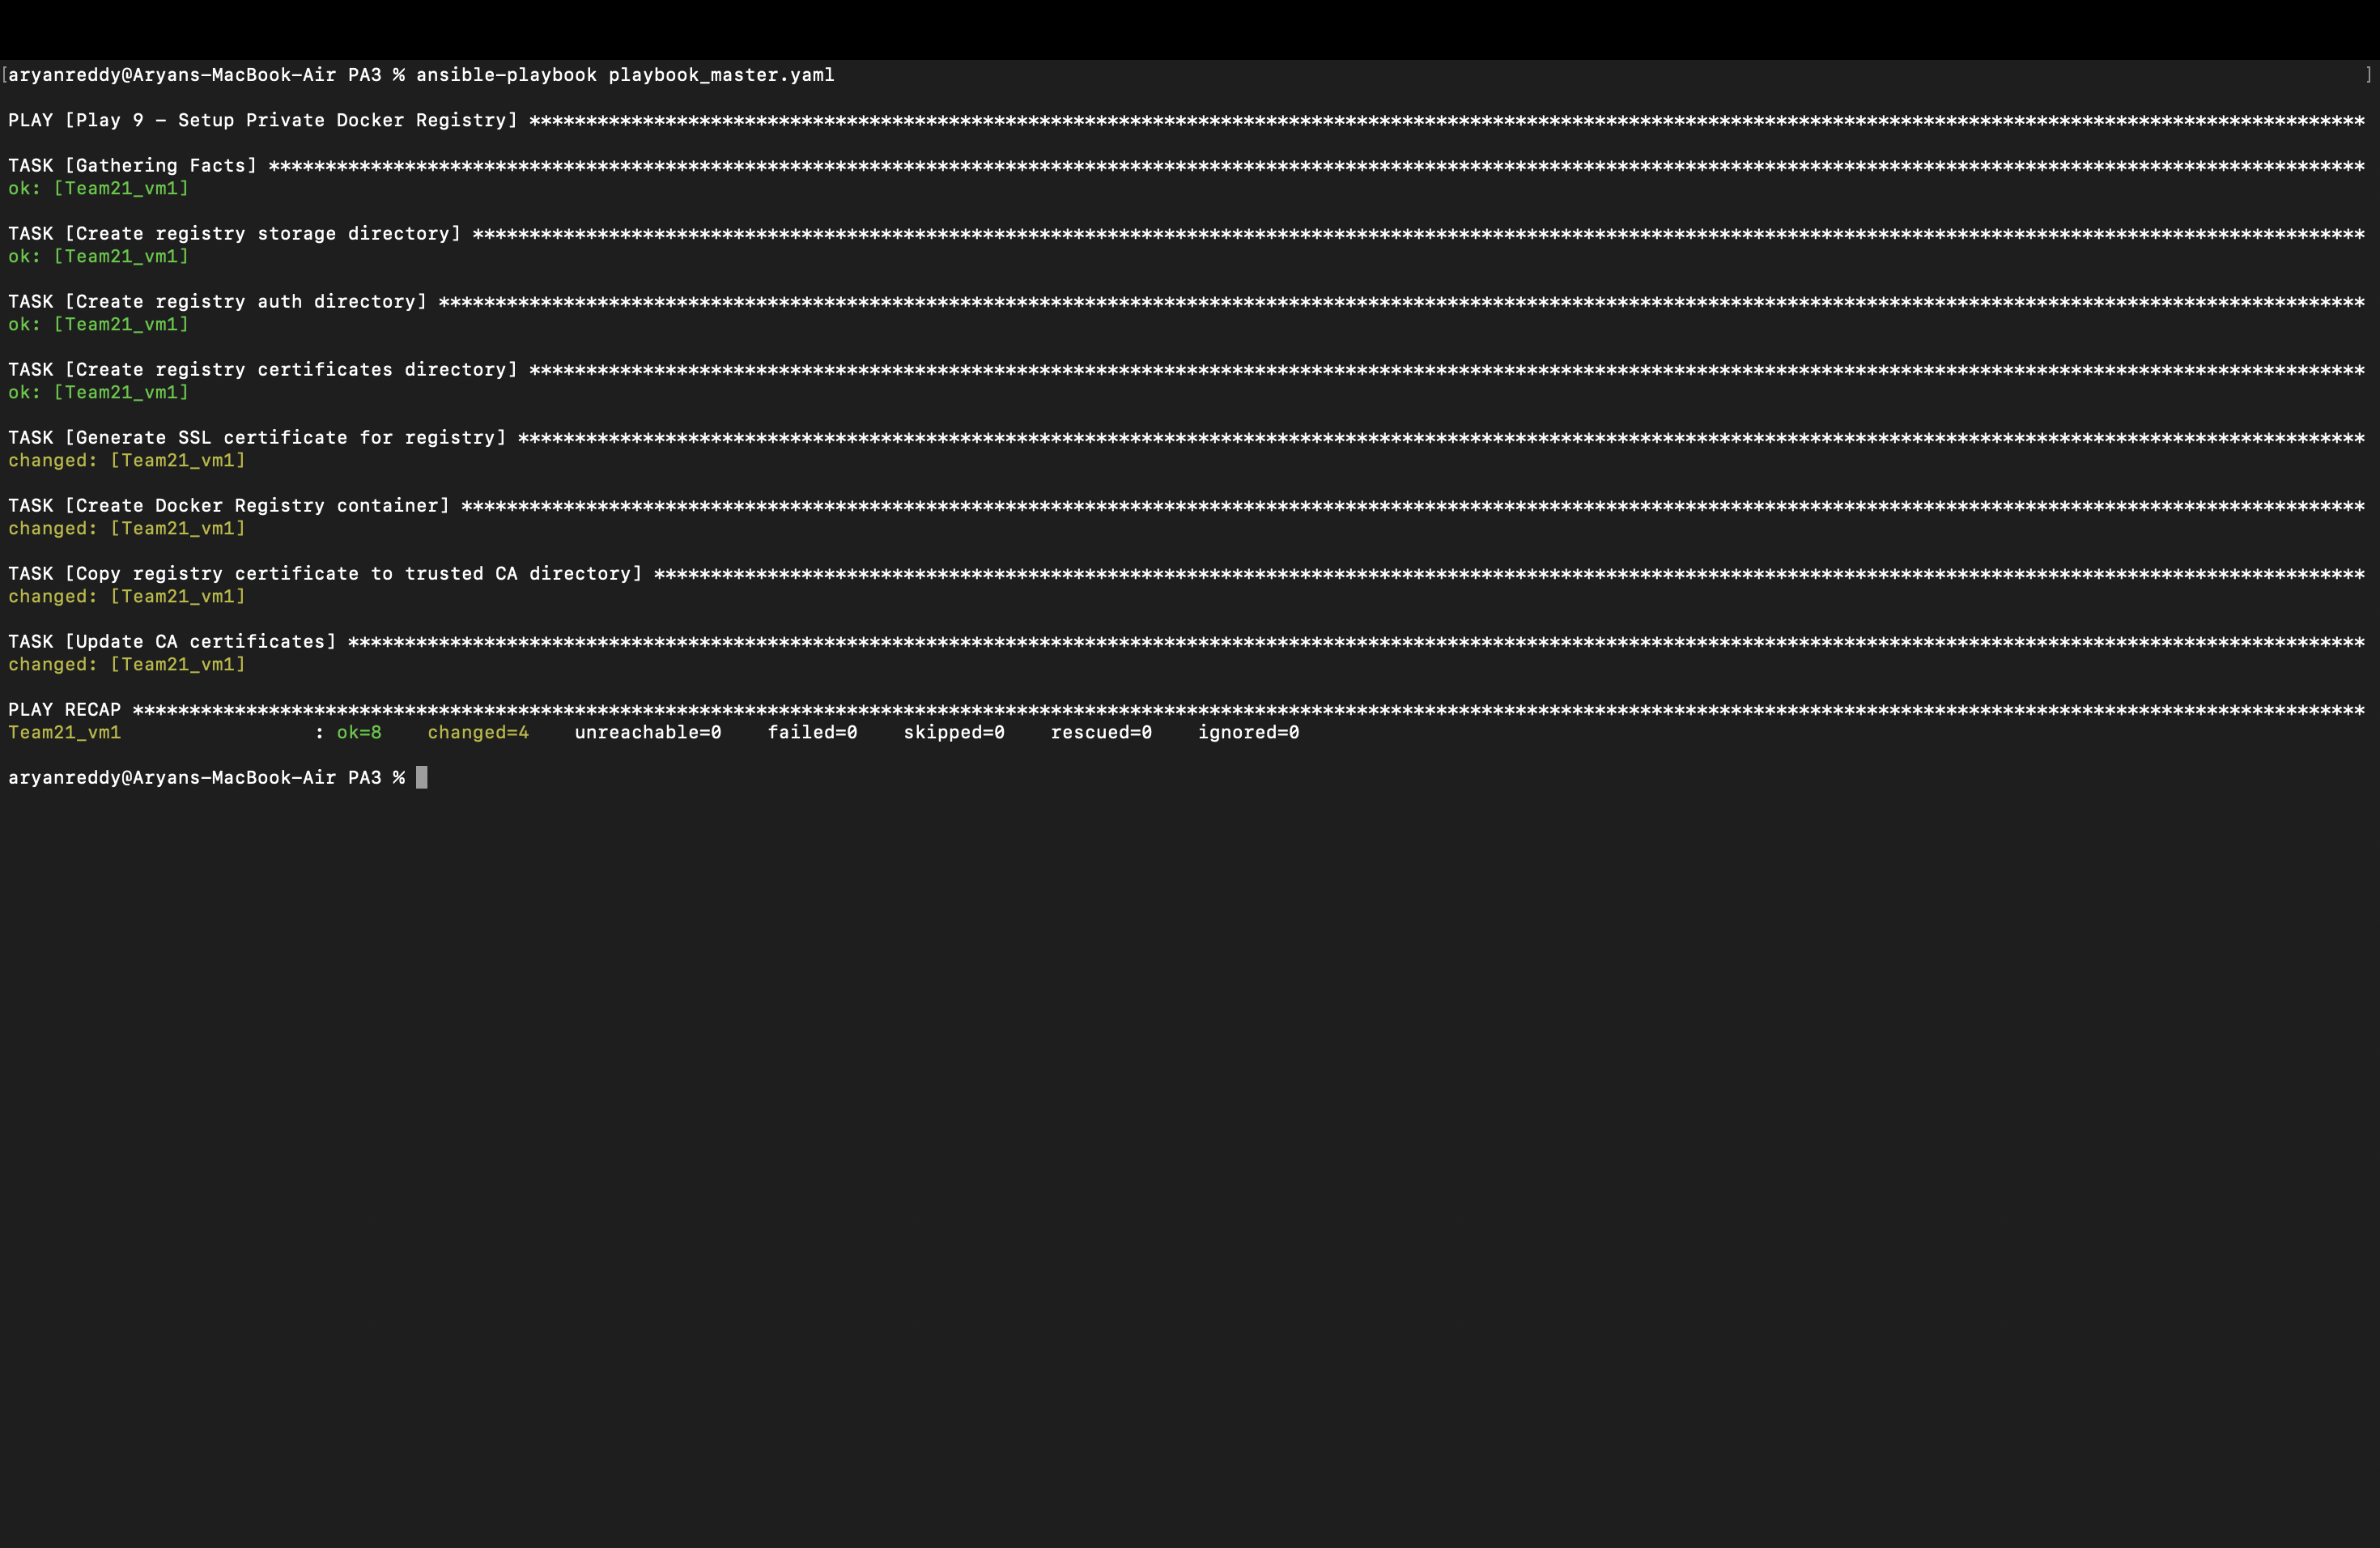 [aryanreddy@Aryans-MacBook-Air PA3 % ansible-playbook playbook_master.yaml ]
PLAY [Play 9 - Setup Private Docker Registry] ******************************************************************************************************************************************************************
TASK [Gathering Facts] *****************************************************************************************************************************************************************************************
ok: [Team21_vm1]
TASK [Create registry storage directory] ***********************************************************************************************************************************************************************
ok: [Team21_vm1]
TASK [Create registry auth directory] **************************************************************************************************************************************************************************
ok: [Team21_vm1]
TASK [Create registry certificates directory] ******************************************************************************************************************************************************************
ok: [Team21_vm1]
TASK [Generate SSL certificate for registry] *******************************************************************************************************************************************************************
changed: [Team21_vm1]
TASK [Create Docker Registry container] ************************************************************************************************************************************************************************
changed: [Team21_vm1]
TASK [Copy registry certificate to trusted CA directory] *******************************************************************************************************************************************************
changed: [Team21_vm1]
TASK [Update CA certificates] **********************************************************************************************************************************************************************************
changed: [Team21_vm1]
PLAY RECAP *****************************************************************************************************************************************************************************************************
Team21_vm1                 : ok=8    changed=4    unreachable=0    failed=0    skipped=0    rescued=0    ignored=0
aryanreddy@Aryans-MacBook-Air PA3 %